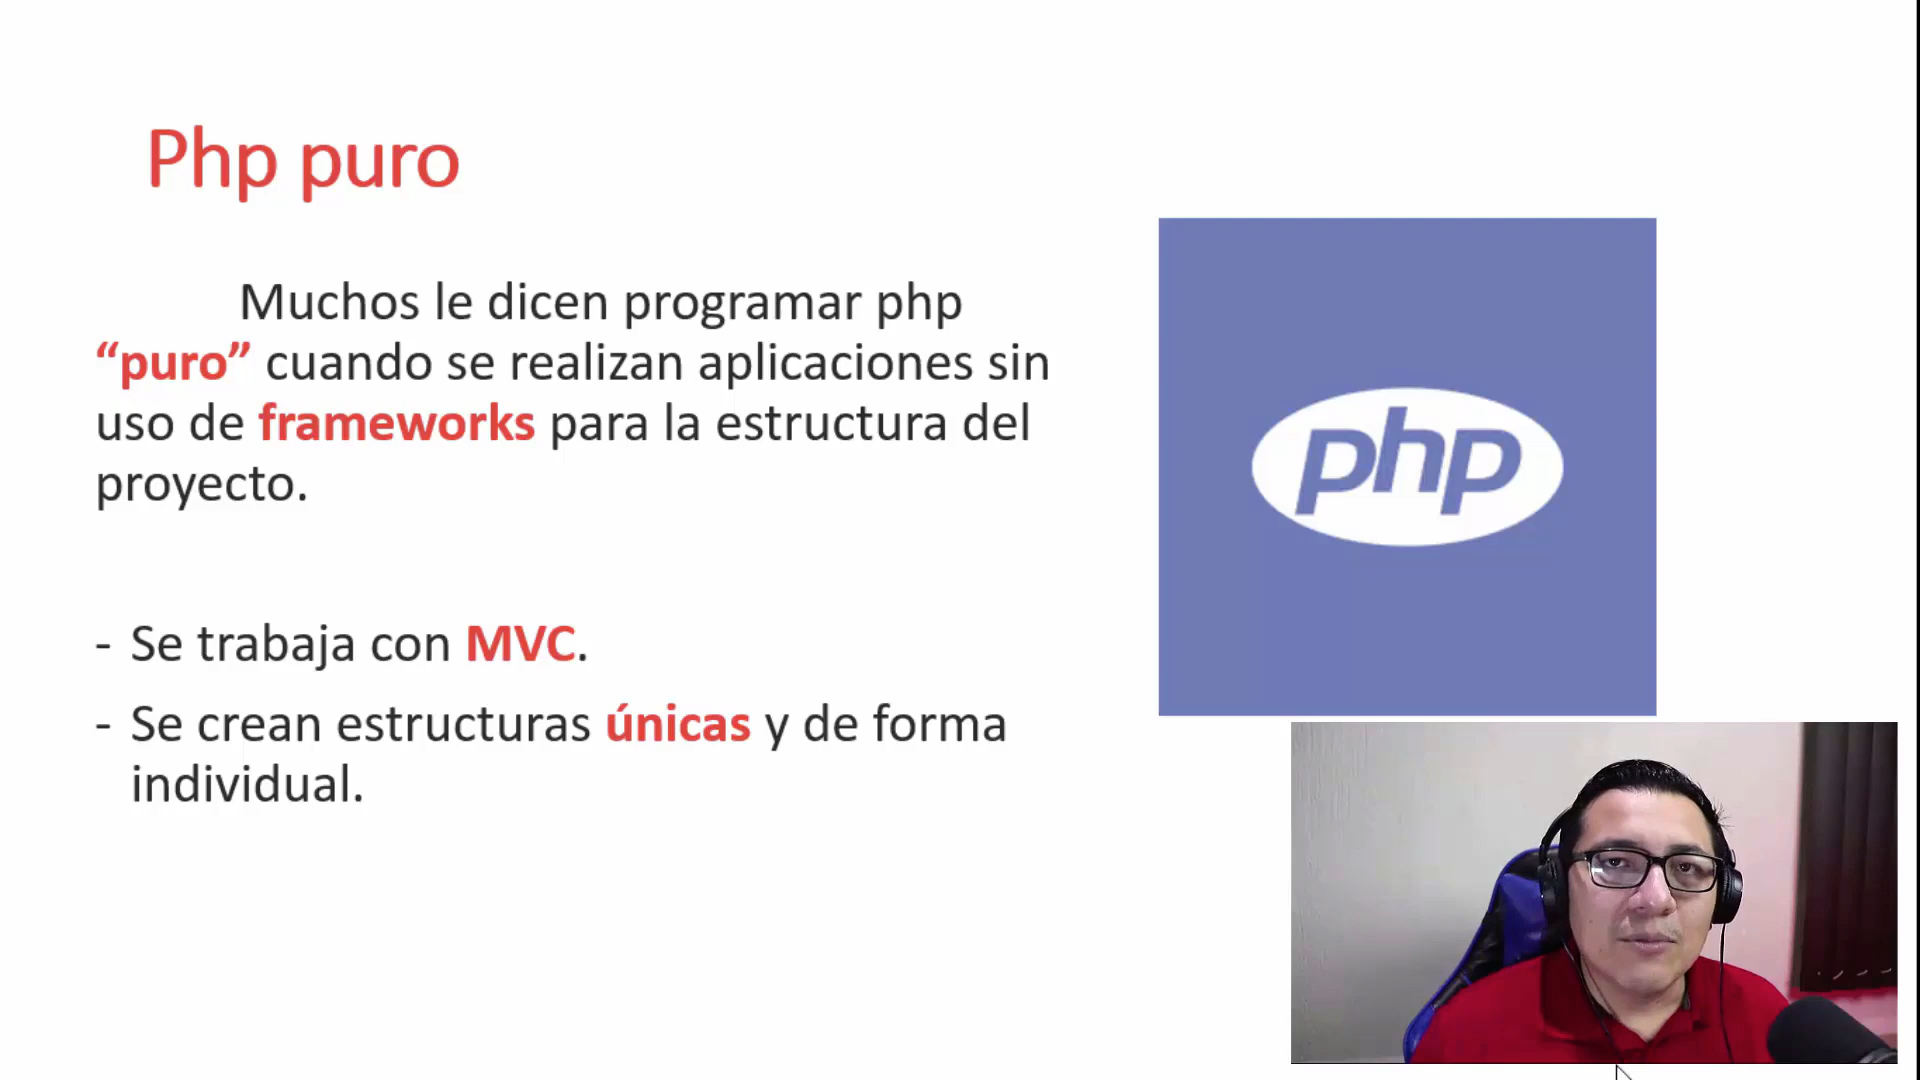 Php puro
Muchos le dicen programar php
“puro” cuando se realizan aplicaciones sin
uso de frameworks para la estructura del
proyecto.
- Se trabaja con MVC.
- Se crean estructuras únicas y de forma
individual.
php